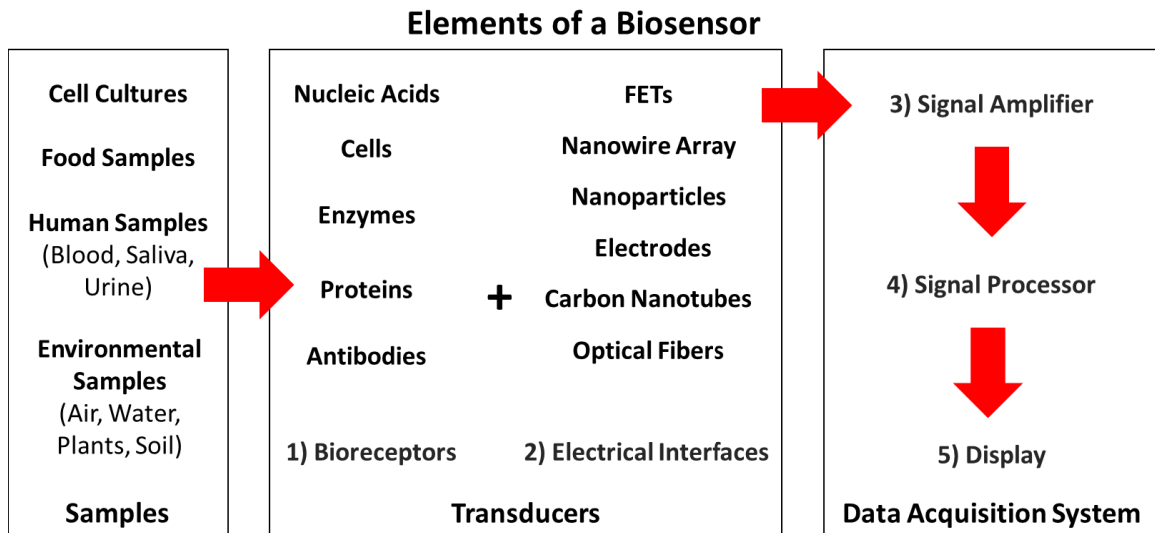 Elements of a Biosensor
Cell Cultures
Food Samples
Human Samples
(Blood, Saliva,
Urine)
Environmental
Samples
(Air, Water,
Plants, Soil)
Samples
Nucleic Acids
Cells
Enzymes
Proteins
Antibodies
1) Bioreceptors
+
FETs
Nanowire Array
Nanoparticles
Electrodes
Carbon Nanotubes
Optical Fibers
2) Electrical Interfaces
Transducers
3) Signal Amplifier
4) Signal Processor
5) Display
Data Acquisition System